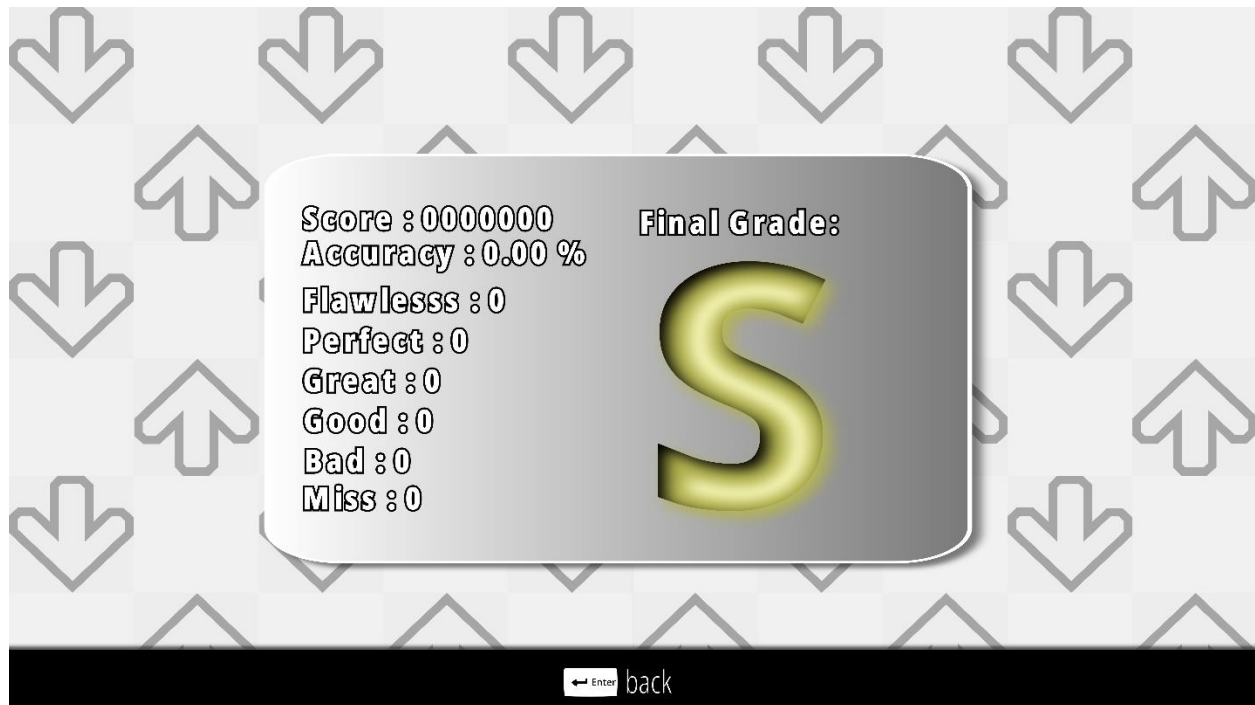 Score : 0000000
Accuracy : 0.00 %
Flawlesss : 0
Perfect : 0
Great : 0
Good : 0
Bad : 0
Miss : 0
Final Grade:
S
Enter back